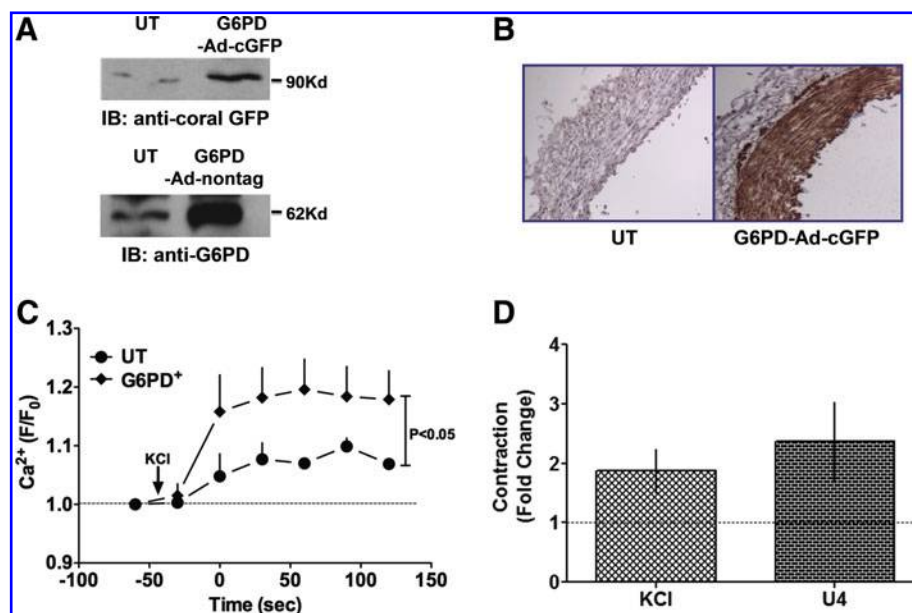 A
UT
G6PD
-Ad-cGFP
90Kd
IB: anti-coral GFP
UT
G6PD
-Ad-nontag
62Kd
IB: anti-G6PD
B
UT
G6PD-Ad-cGFP
C
1.3
1.2
1.1
1.0
0.9
Ca²⁺ (F/F₀)
UT
G6PD⁺
KCl
P<0.05
-100
-50
0
50
100
150
Time (sec)
D
4
3
2
1
0
Contraction
(Fold Change)
KCl
U4